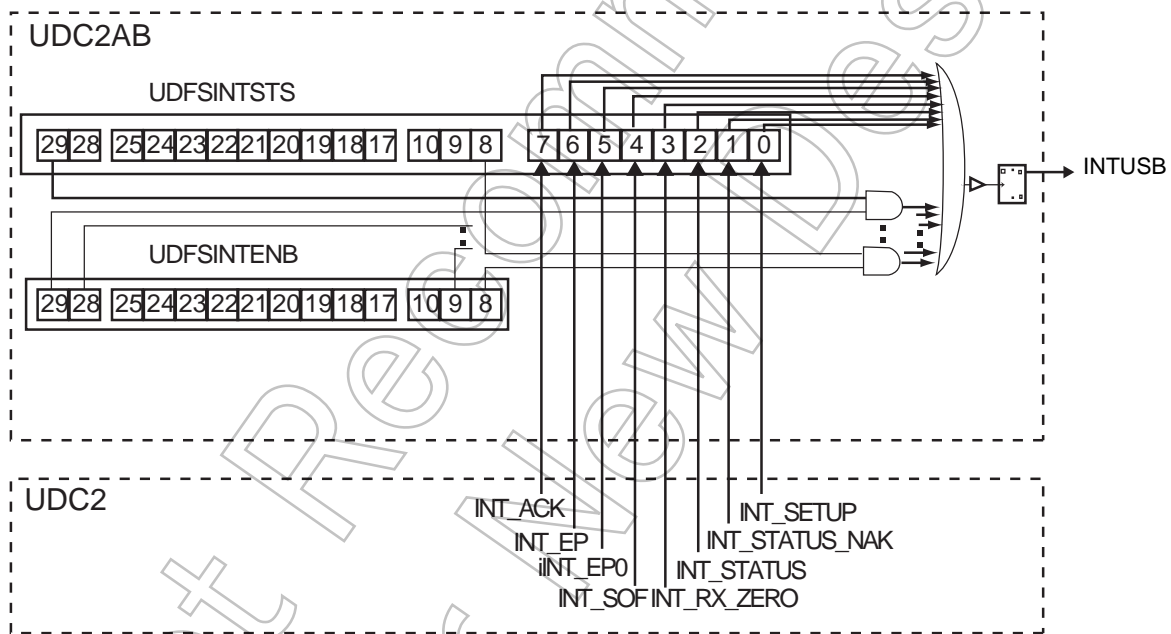 UDC2AB
UDFSINTSTS
29 28 25 24 23 22 21 20 19 18 17 10 9 8 7 6 5 4 3 2 1 0
INTUSB
UDFSINTENB
29 28 25 24 23 22 21 20 19 18 17 10 9 8
UDC2
INT_ACK
INT_SETUP
INT_EP
INT_STATUS_NAK
iINT_EP0
INT_STATUS
INT_SOF
INT_RX_ZERO